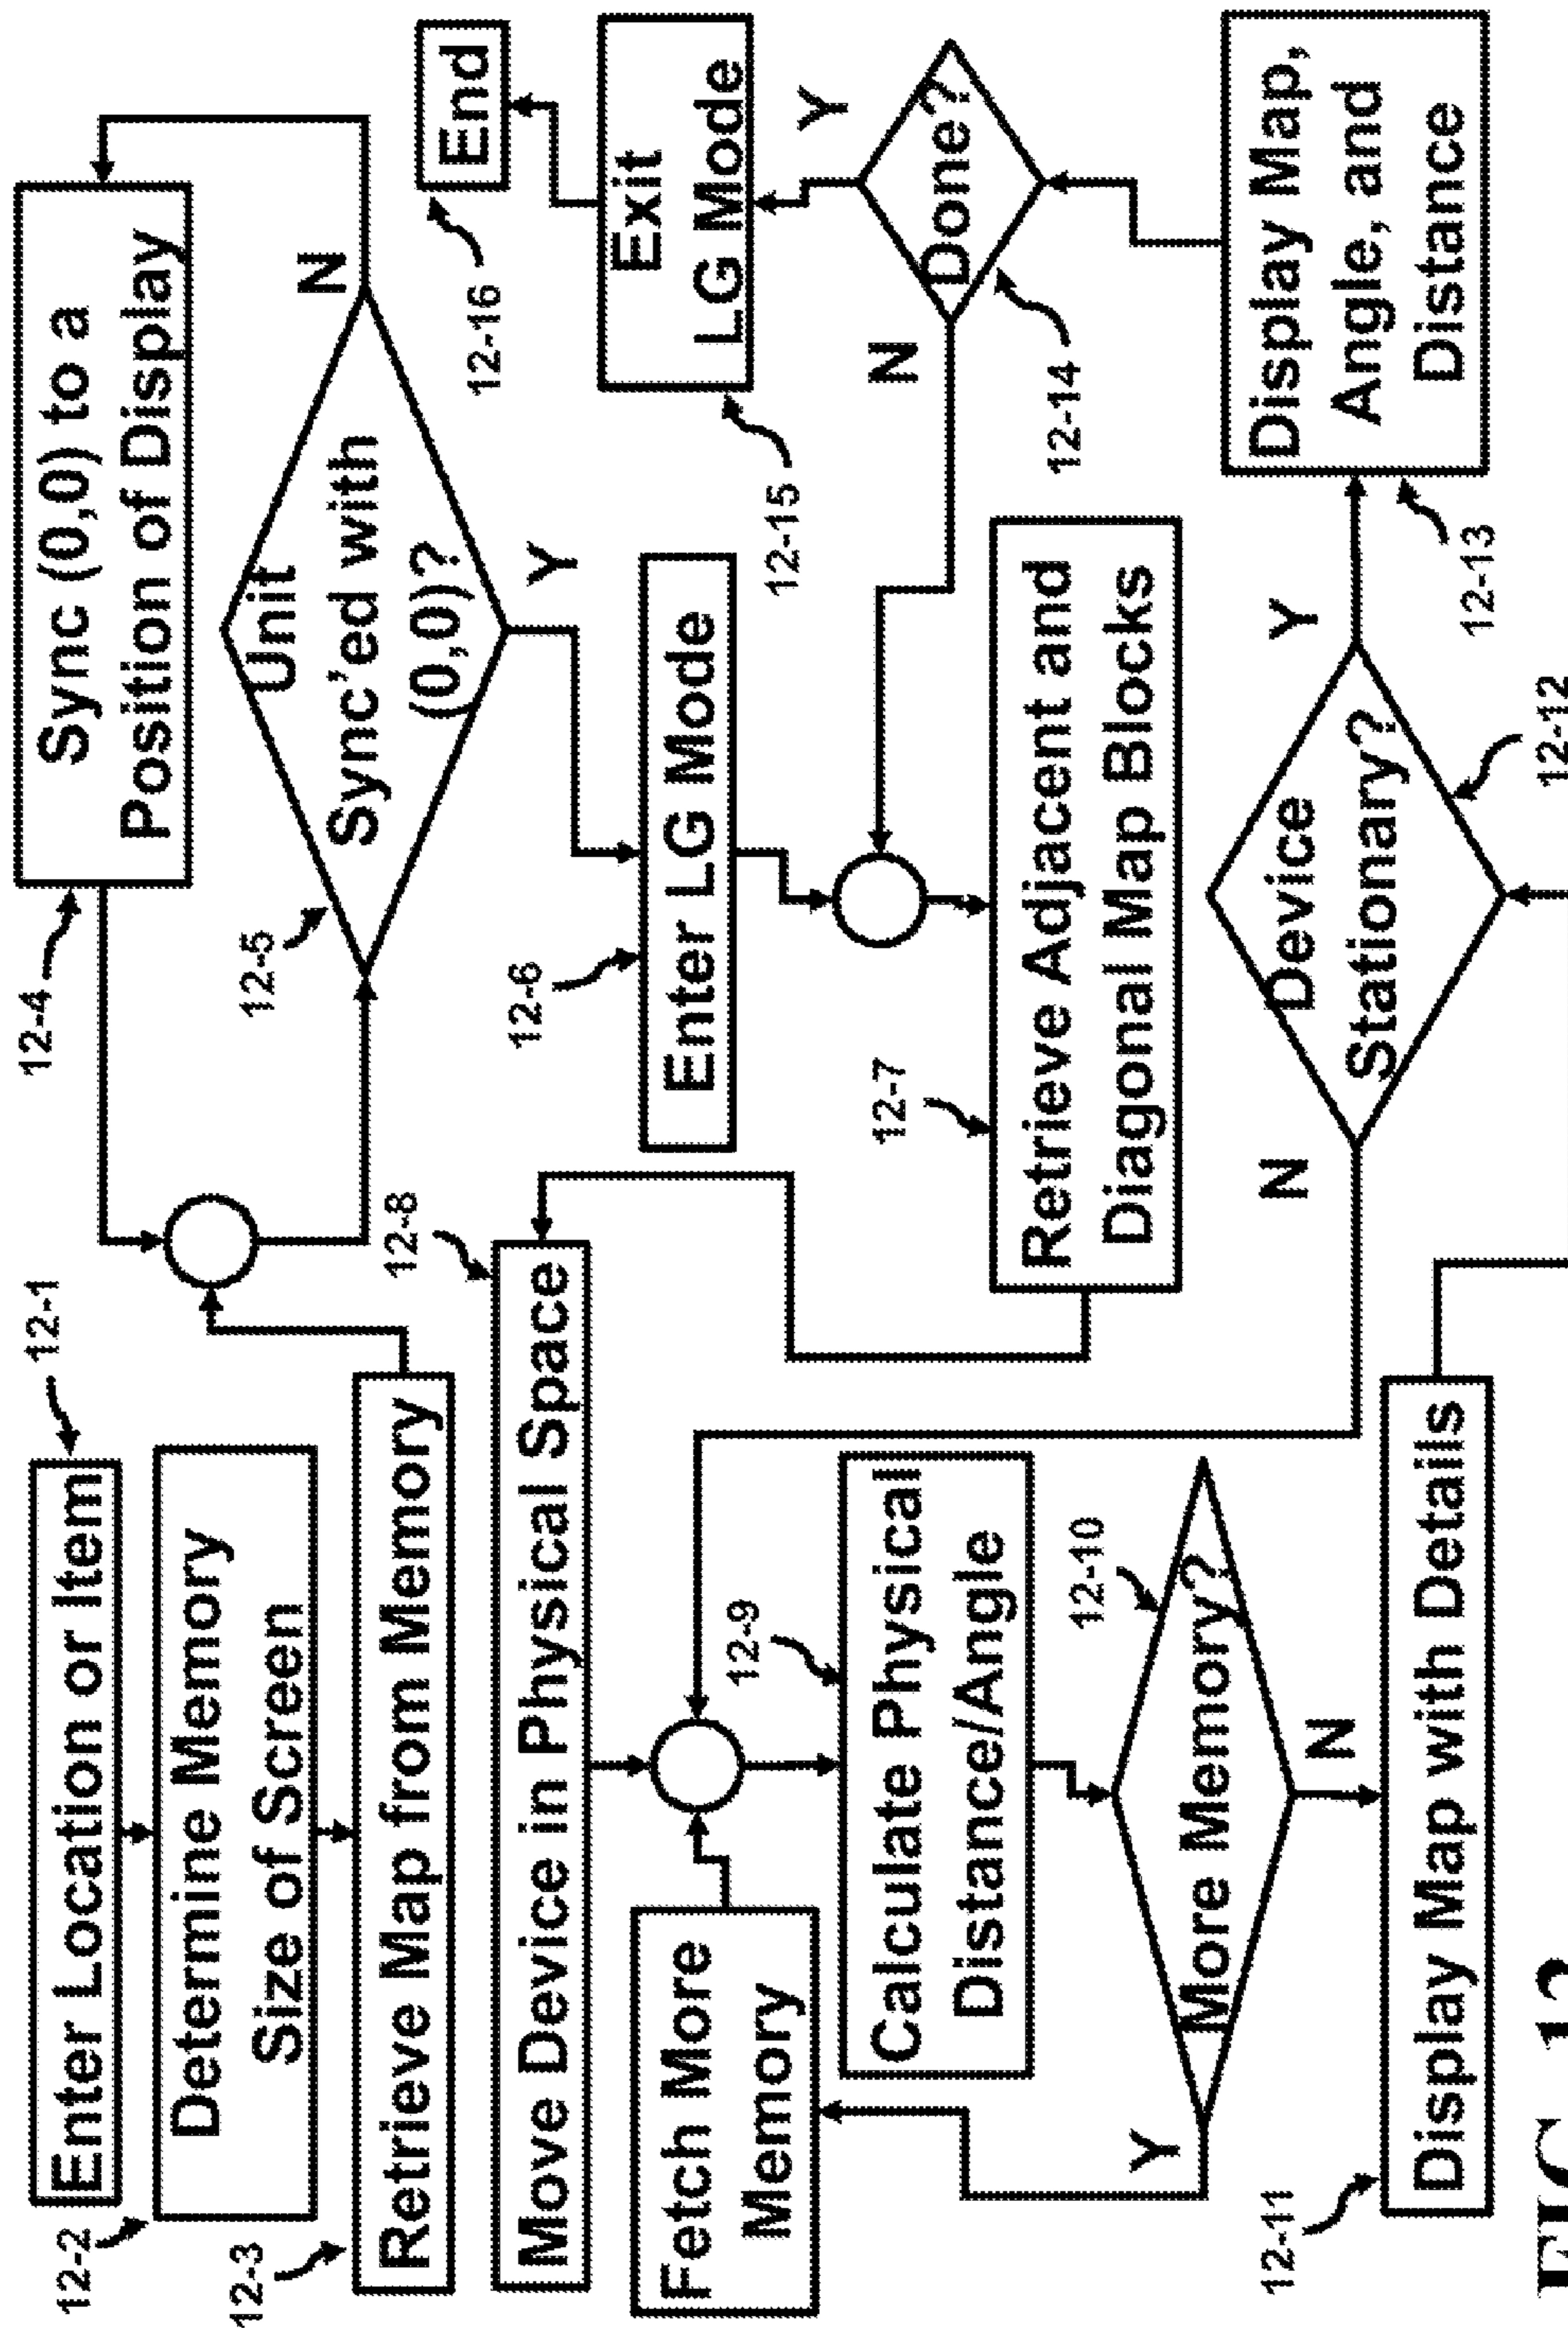 12-1
Enter Location or Item
12-2
Determine Memory
Size of Screen
12-3
Retrieve Map from Memory
12-4
Sync (0,0) to a
Position of Display
12-5
Unit
Sync'ed with
(0,0)?
N
Y
12-6
Enter LG Mode
12-7
Retrieve Adjacent and
Diagonal Map Blocks
12-8
Move Device in Physical Space
12-9
Calculate Physical
Distance/Angle
12-10
More Memory?
Y
N
Fetch More
Memory
12-11
Display Map with Details
12-12
Device
Stationary?
N
Y
12-13
Display Map,
Angle, and
Distance
12-14
Done?
N
Y
12-15
Exit
LG Mode
12-16
End
FIG. 12